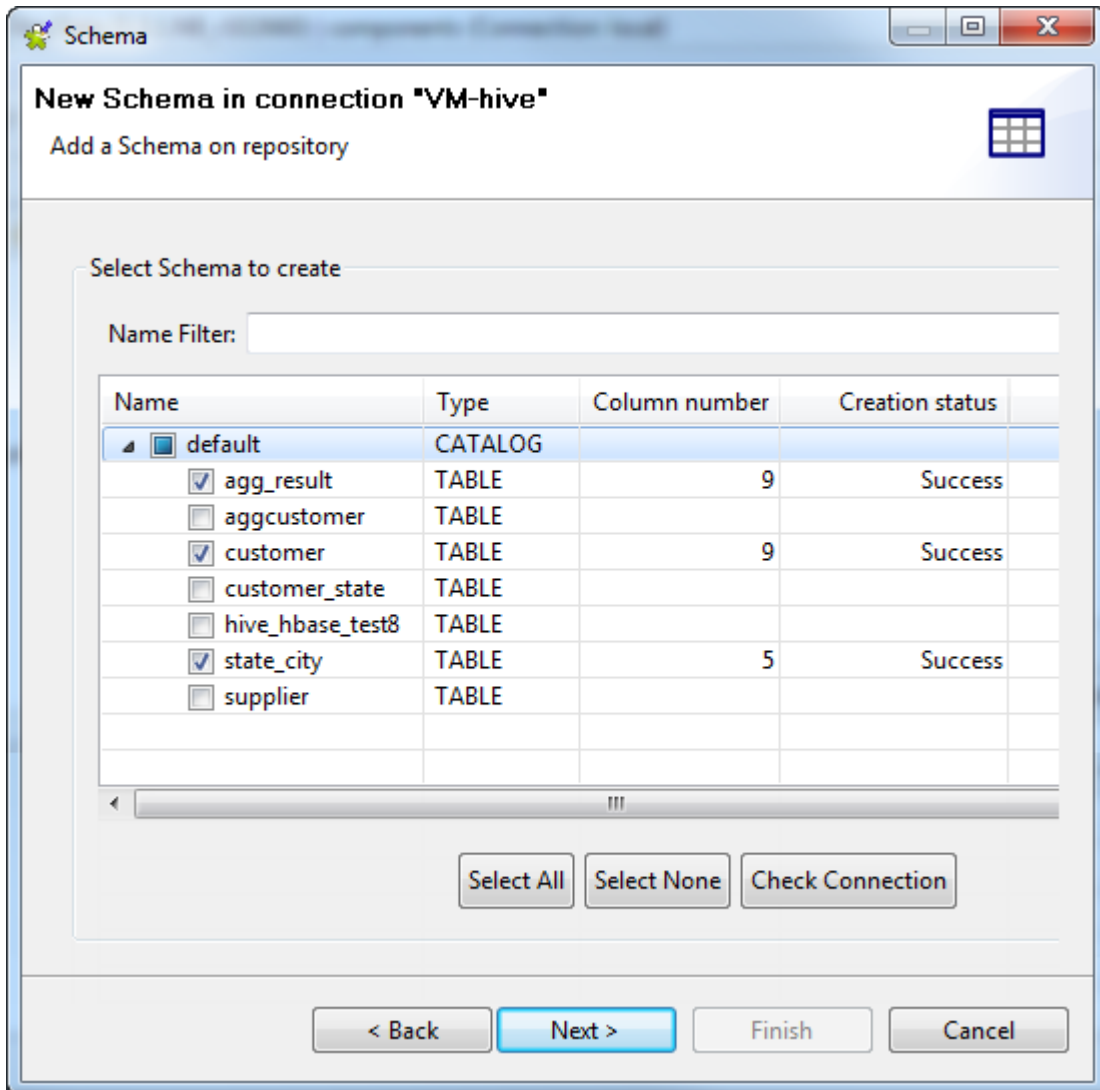 Schema
New Schema in connection "VM-hive"
Add a Schema on repository
Select Schema to create
Name Filter:
Name Type Column number Creation status
default CATALOG
agg_result TABLE 9 Success
aggcustomer TABLE
customer TABLE 9 Success
customer_state TABLE
hive_hbase_test8 TABLE
state_city TABLE 5 Success
supplier TABLE
Select All Select None Check Connection
< Back Next > Finish Cancel